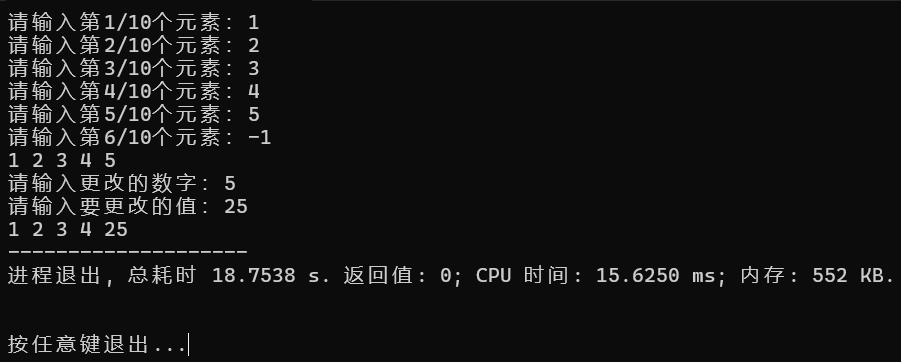 请输入第1/10个元素: 1
请输入第2/10个元素: 2
请输入第3/10个元素: 3
请输入第4/10个元素: 4
请输入第5/10个元素: 5
请输入第6/10个元素: -1
1 2 3 4 5
请输入更改的数字: 5
请输入要更改的值: 25
1 2 3 4 25
--------------------
进程退出, 总耗时 18.7538 s. 返回值: 0; CPU 时间: 15.6250 ms; 内存: 552 KB.
按任意键退出...